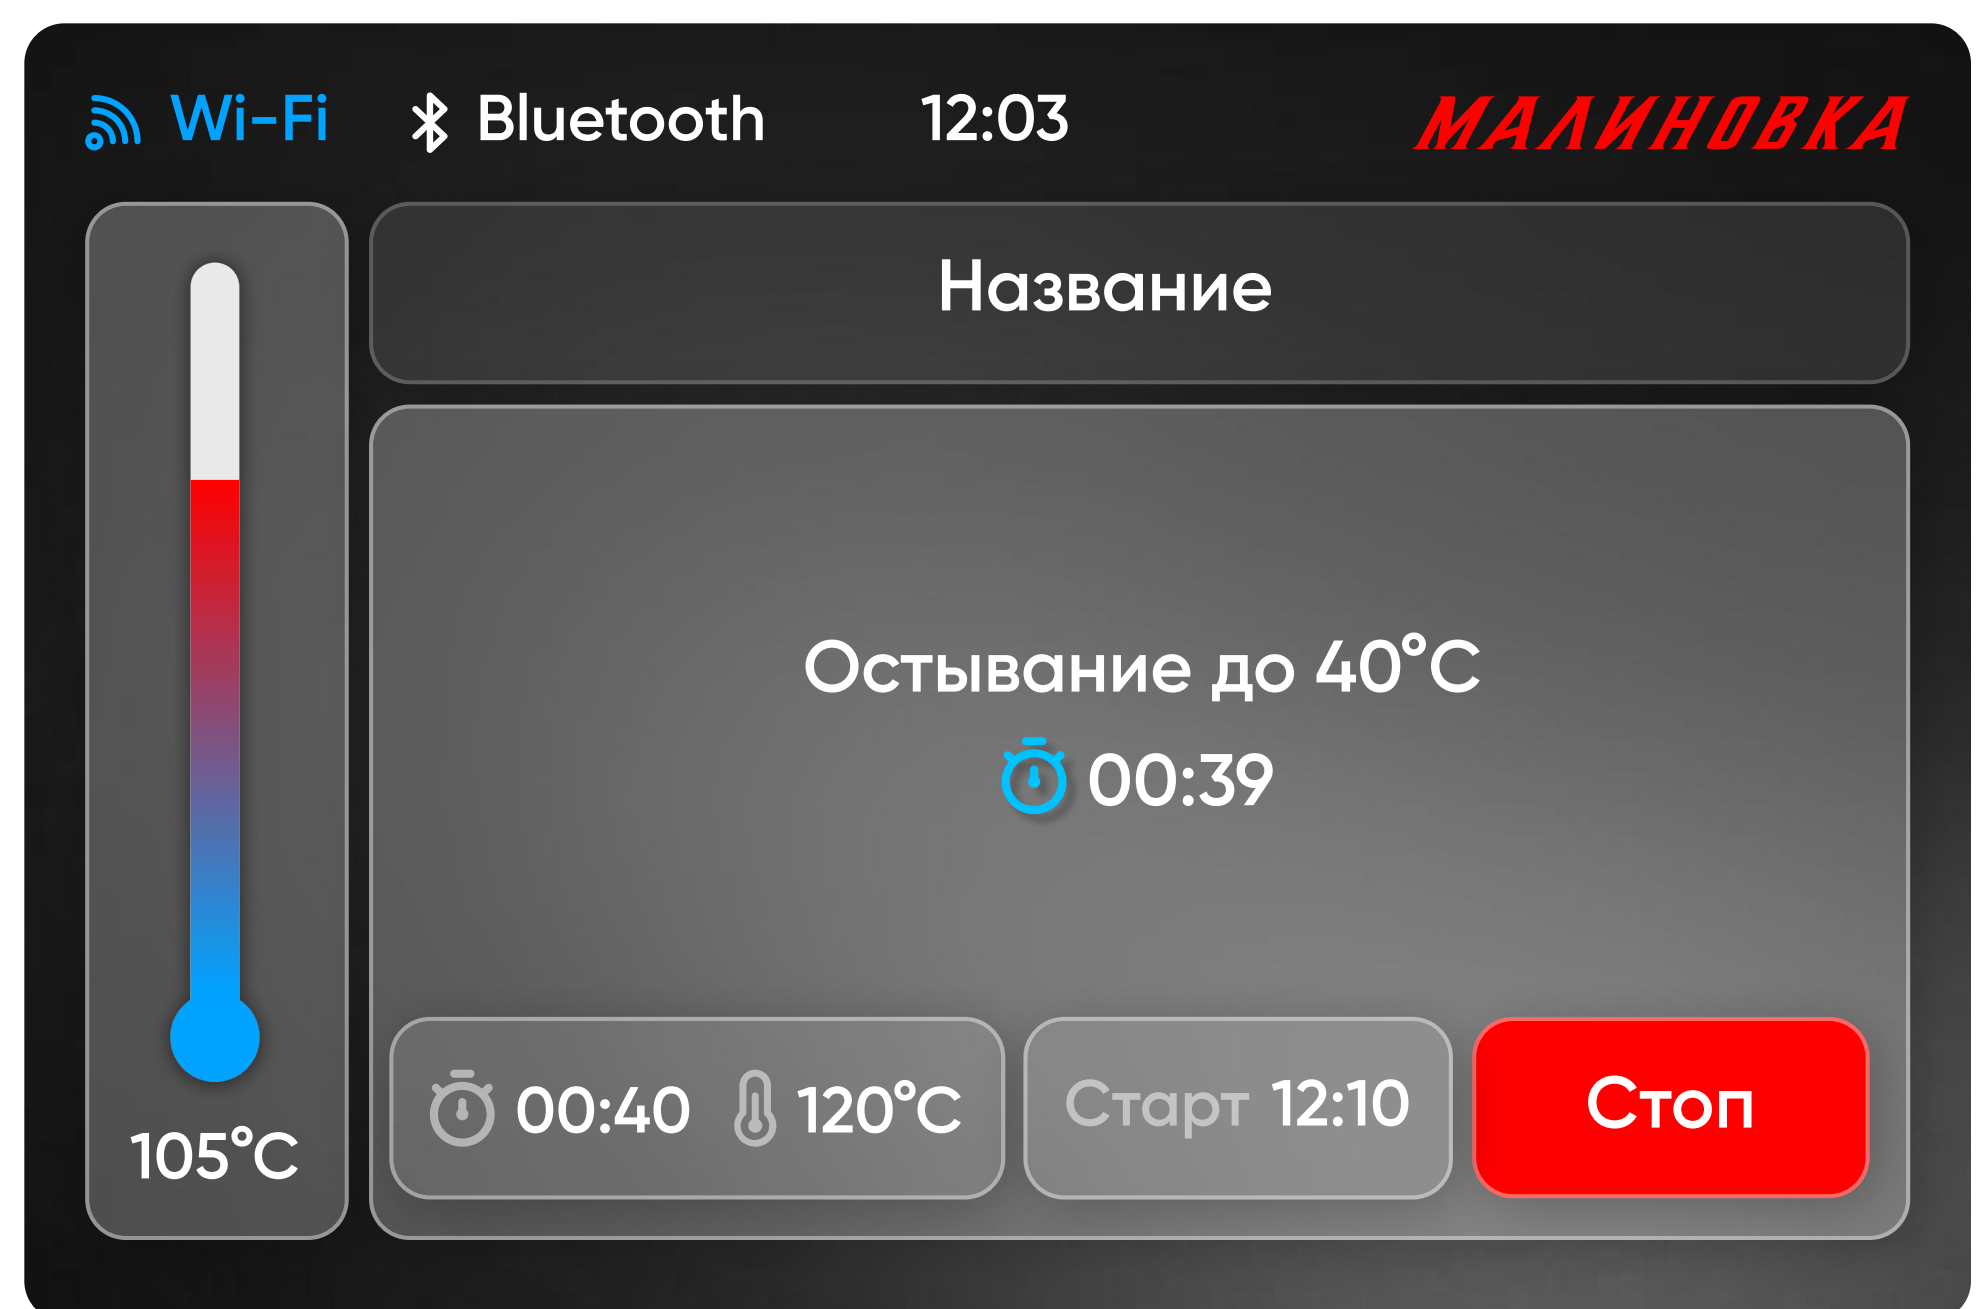 Wi-Fi Bluetooth 12:03 МАЛИНОВКА
Название
Остывание до 40°C
00:39
00:40 120°C Старт 12:10 Стоп
105°C